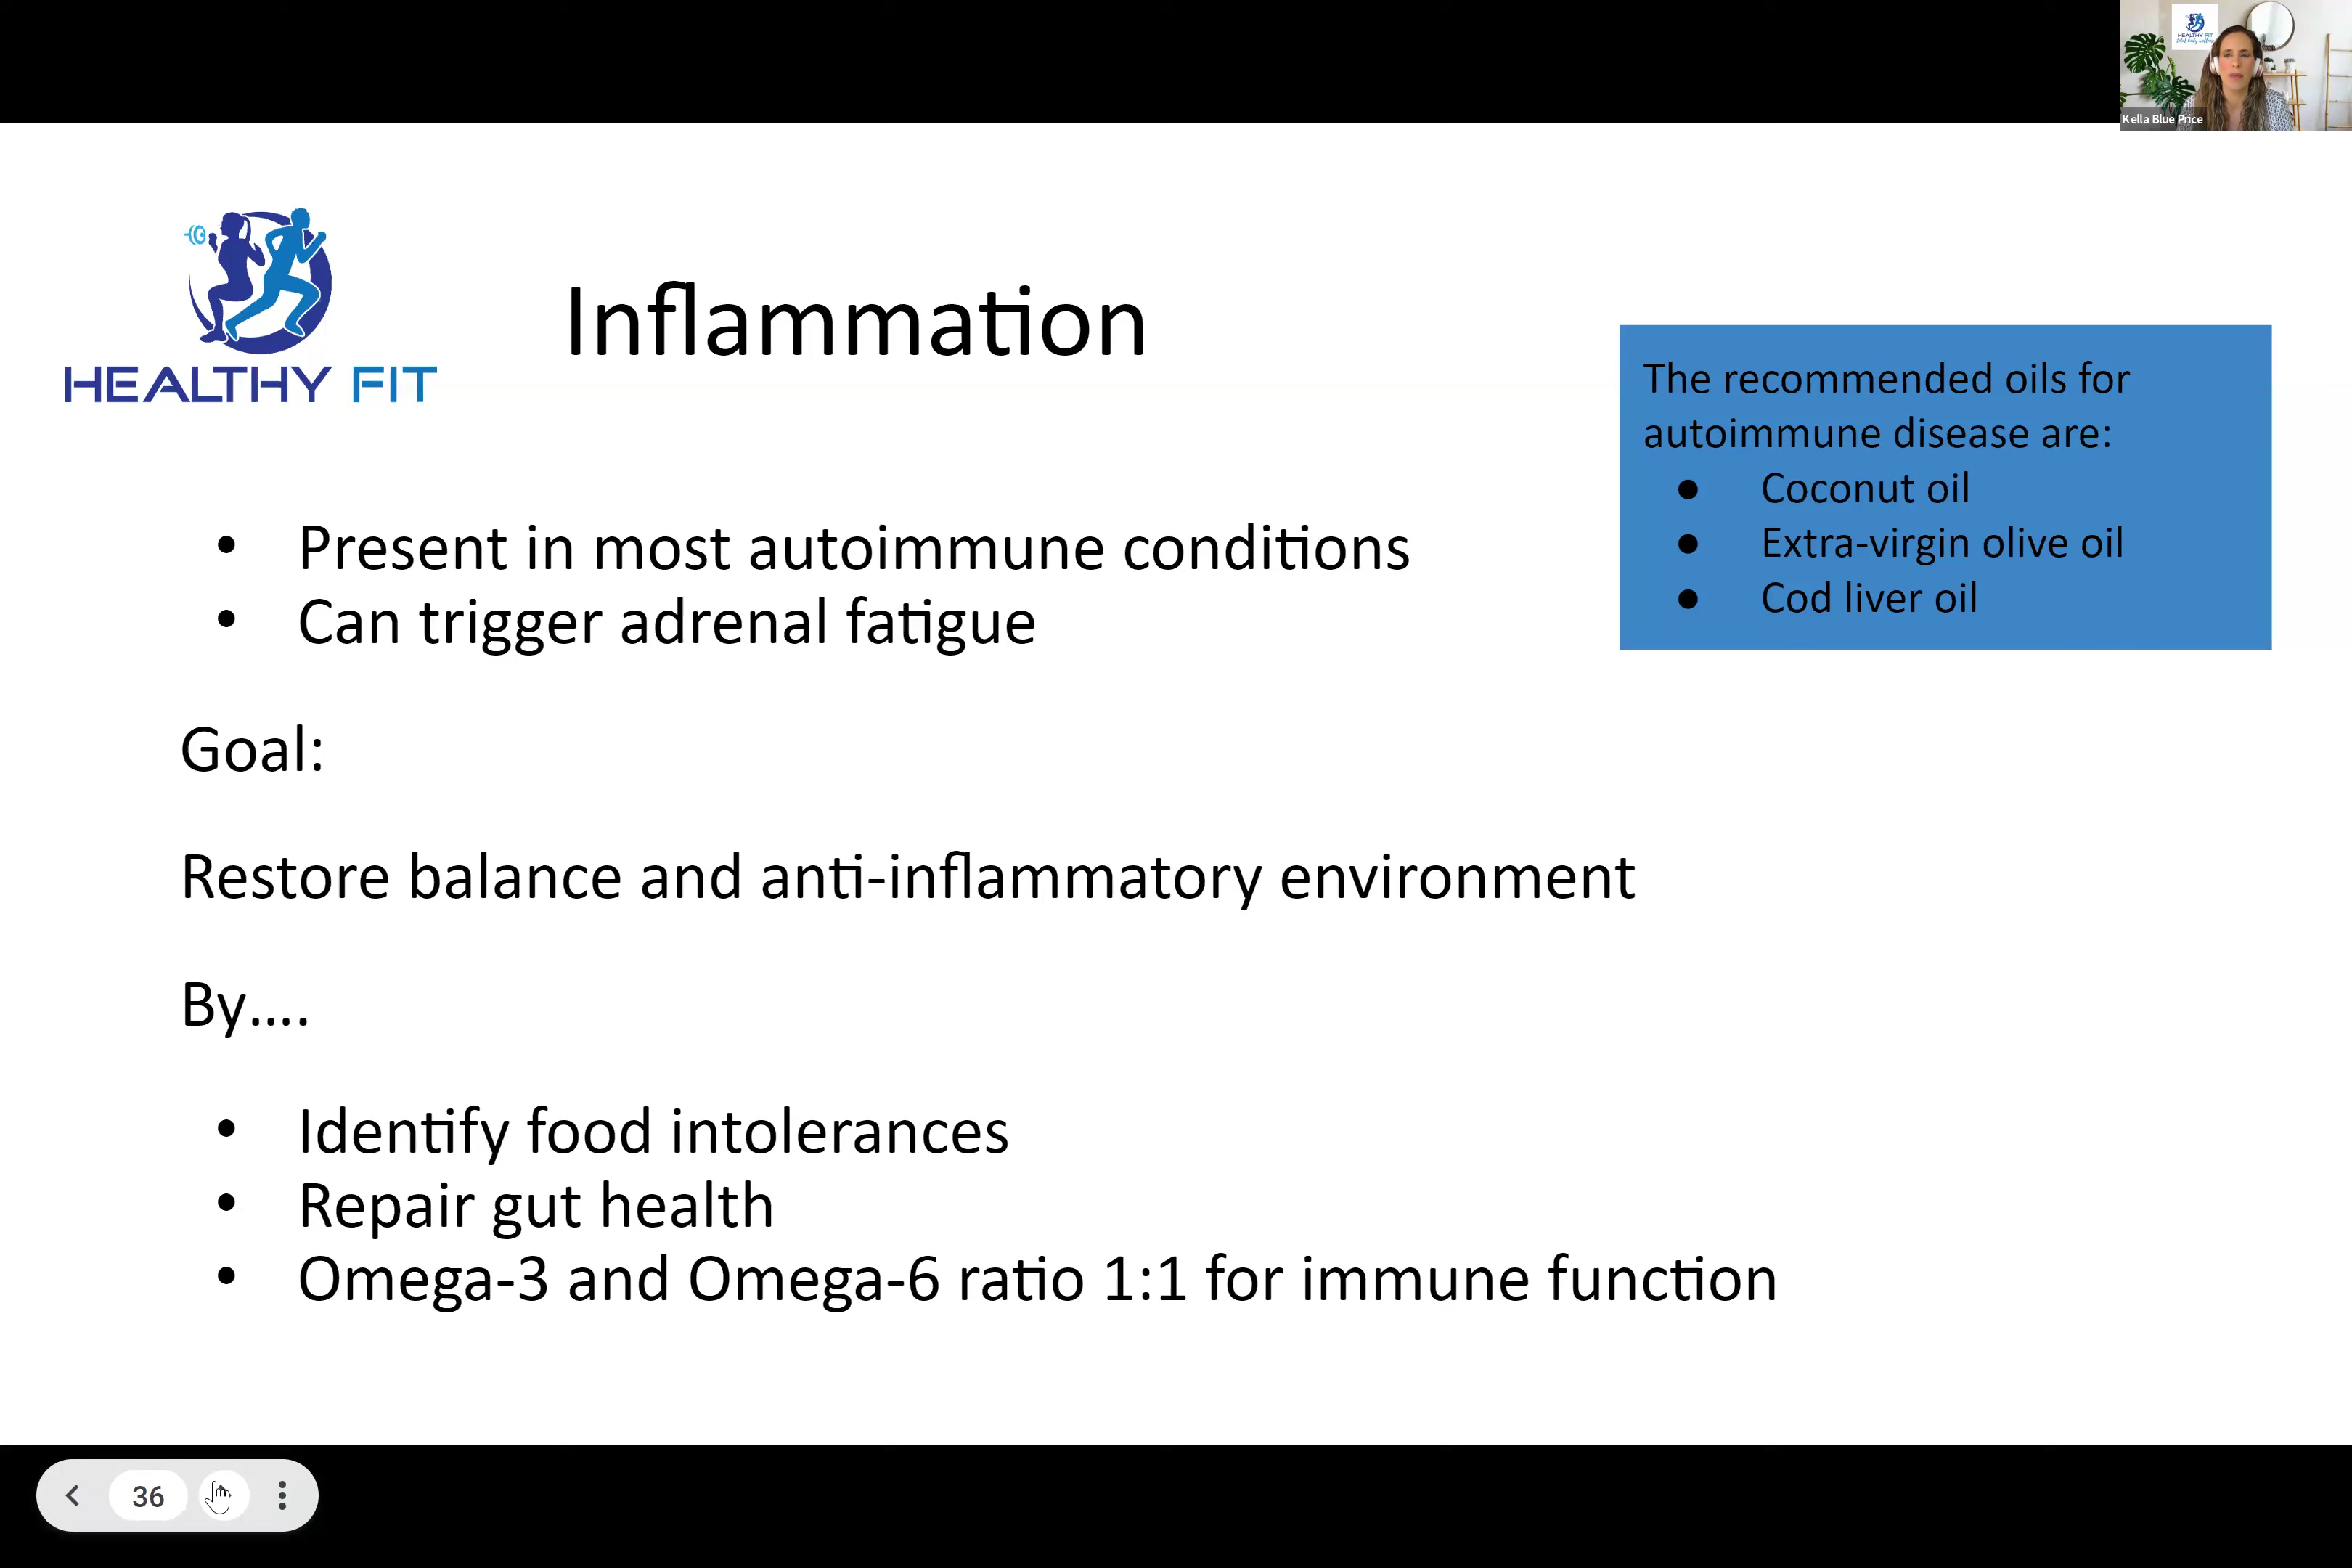 HEALTHY FIT
Kella Blue Price
HEALTHY FIT
Inflammation
The recommended oils for
autoimmune disease are:
● Coconut oil
● Extra-virgin olive oil
● Cod liver oil
• Present in most autoimmune conditions
• Can trigger adrenal fatigue
Goal:
Restore balance and anti-inflammatory environment
By....
• Identify food intolerances
• Repair gut health
• Omega-3 and Omega-6 ratio 1:1 for immune function
36